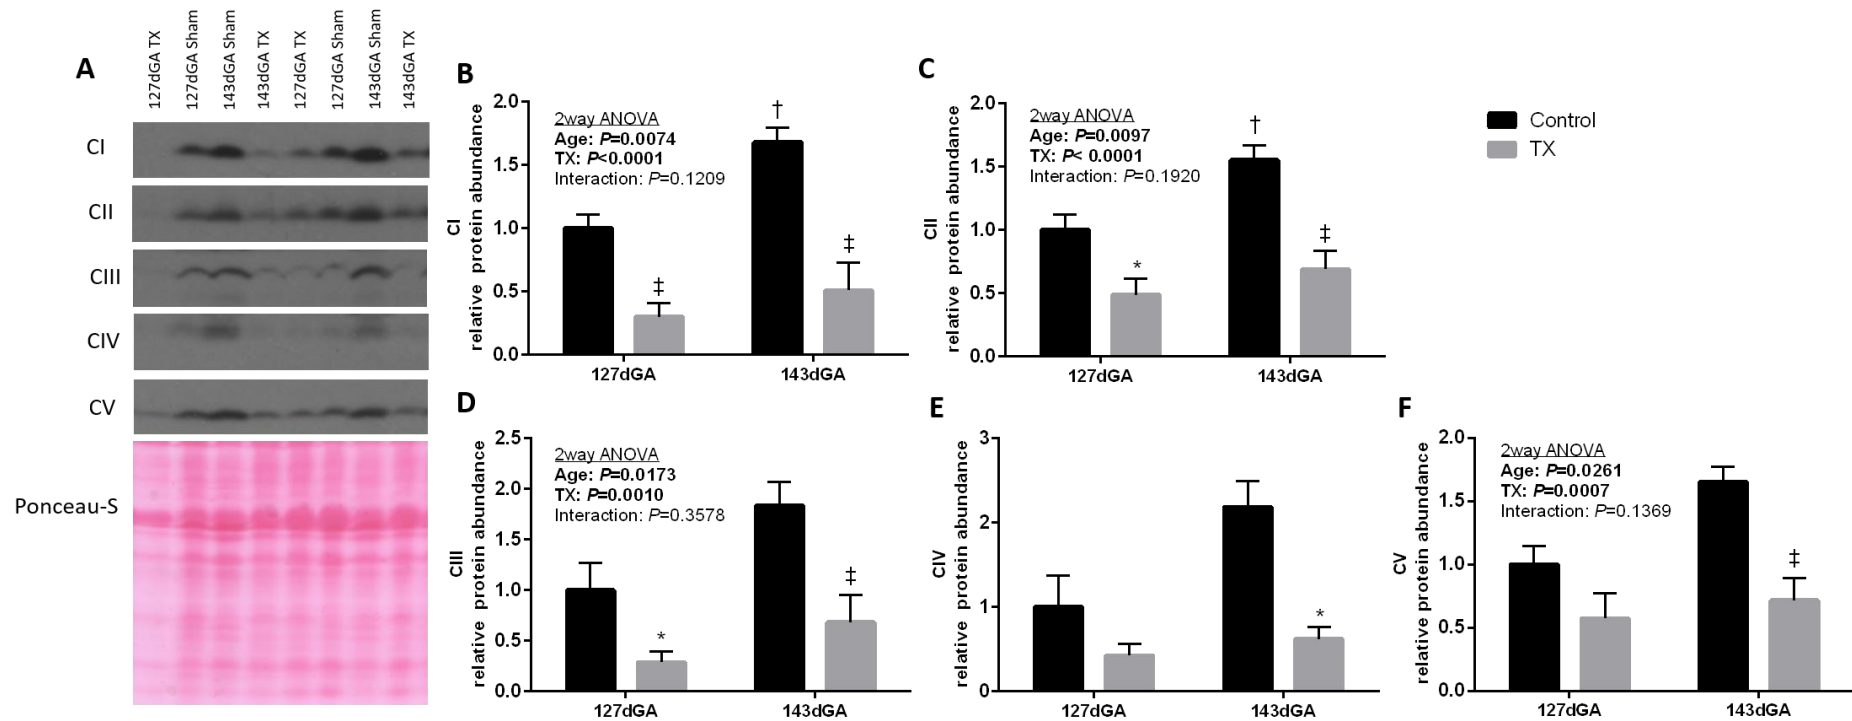 A
127dGA TX
127dGA Sham
143dGA Sham
143dGA TX
127dGA TX
127dGA Sham
143dGA Sham
143dGA TX
CI
CII
CIII
CIV
CV
Ponceau-S
B
CI
relative protein abundance
2.0
1.5
1.0
0.5
0.0
2way ANOVA
Age: P=0.0074
TX: P<0.0001
Interaction: P=0.1209
†
‡
‡
127dGA
143dGA
C
CII
relative protein abundance
2.0
1.5
1.0
0.5
0.0
2way ANOVA
Age: P=0.0097
TX: P< 0.0001
Interaction: P=0.1920
*
†
‡
127dGA
143dGA
Control
TX
D
CIII
relative protein abundance
2.5
2.0
1.5
1.0
0.5
0.0
2way ANOVA
Age: P=0.0173
TX: P=0.0010
Interaction: P=0.3578
*
‡
127dGA
143dGA
E
CIV
relative protein abundance
3
2
1
0
*
127dGA
143dGA
F
CV
relative protein abundance
2.0
1.5
1.0
0.5
0.0
2way ANOVA
Age: P=0.0261
TX: P=0.0007
Interaction: P=0.1369
‡
127dGA
143dGA